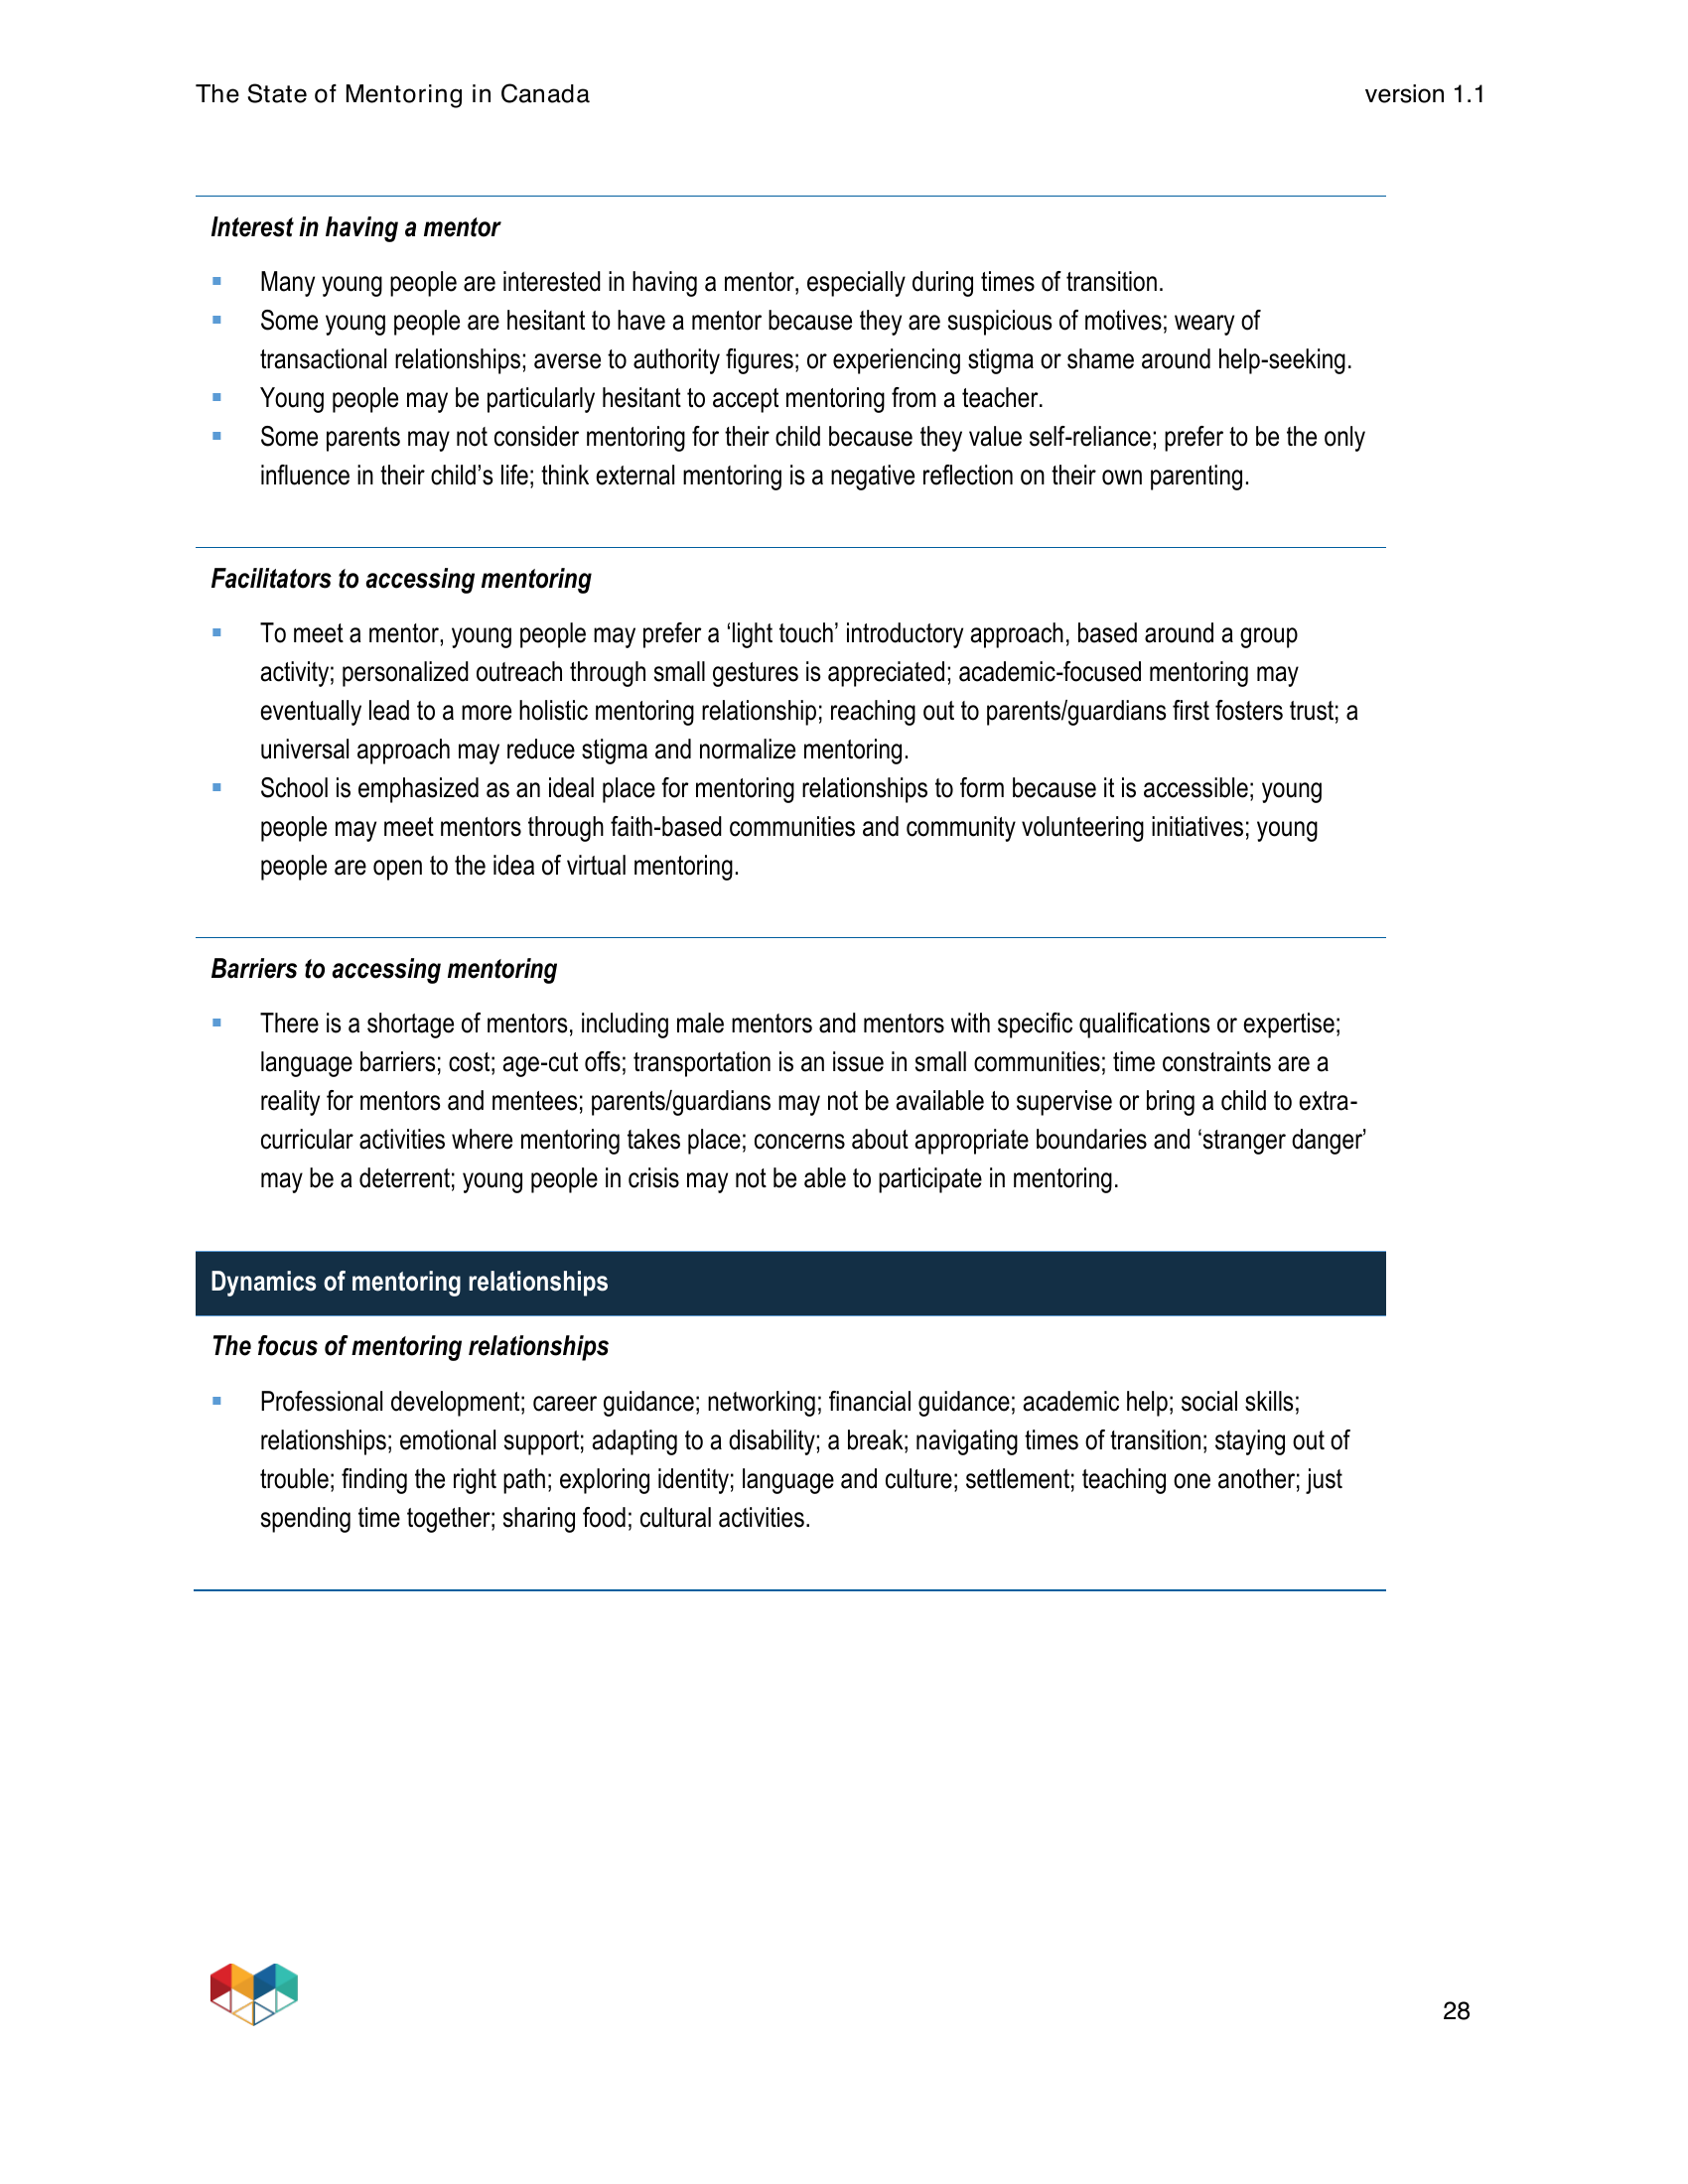 The State of Mentoring in Canada
version 1.1
Interest in having a mentor
▪ Many young people are interested in having a mentor, especially during times of transition.
▪ Some young people are hesitant to have a mentor because they are suspicious of motives; weary of
transactional relationships; averse to authority figures; or experiencing stigma or shame around help-seeking.
▪ Young people may be particularly hesitant to accept mentoring from a teacher.
▪ Some parents may not consider mentoring for their child because they value self-reliance; prefer to be the only
influence in their child’s life; think external mentoring is a negative reflection on their own parenting.
Facilitators to accessing mentoring
▪ To meet a mentor, young people may prefer a ‘light touch’ introductory approach, based around a group
activity; personalized outreach through small gestures is appreciated; academic-focused mentoring may
eventually lead to a more holistic mentoring relationship; reaching out to parents/guardians first fosters trust; a
universal approach may reduce stigma and normalize mentoring.
▪ School is emphasized as an ideal place for mentoring relationships to form because it is accessible; young
people may meet mentors through faith-based communities and community volunteering initiatives; young
people are open to the idea of virtual mentoring.
Barriers to accessing mentoring
▪ There is a shortage of mentors, including male mentors and mentors with specific qualifications or expertise;
language barriers; cost; age-cut offs; transportation is an issue in small communities; time constraints are a
reality for mentors and mentees; parents/guardians may not be available to supervise or bring a child to extra-
curricular activities where mentoring takes place; concerns about appropriate boundaries and ‘stranger danger’
may be a deterrent; young people in crisis may not be able to participate in mentoring.
Dynamics of mentoring relationships
The focus of mentoring relationships
▪ Professional development; career guidance; networking; financial guidance; academic help; social skills;
relationships; emotional support; adapting to a disability; a break; navigating times of transition; staying out of
trouble; finding the right path; exploring identity; language and culture; settlement; teaching one another; just
spending time together; sharing food; cultural activities.
28